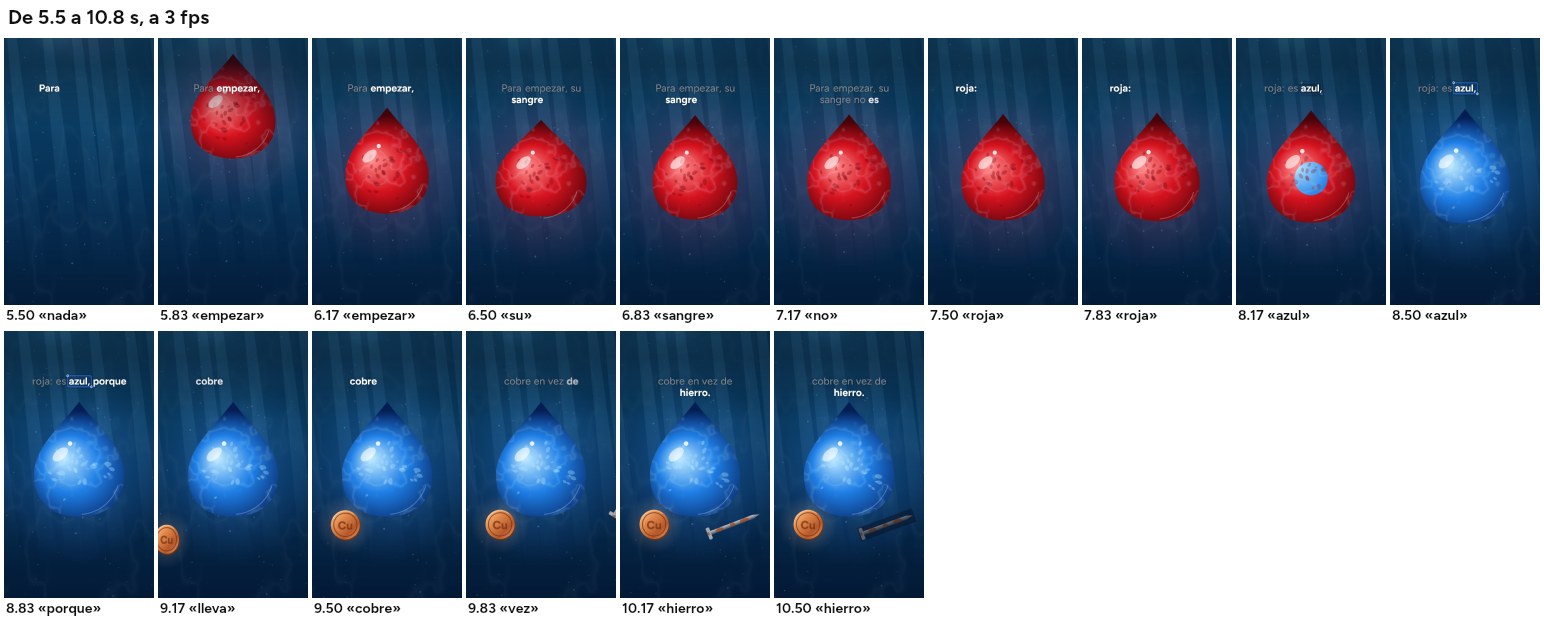 De 5.5 a 10.8 s, a 3 fps
Para
Para empezar,
Para empezar,
Para empezar, su
sangre
Para empezar, su
sangre
Para empezar, su
sangre no es
roja:
roja:
roja: es azul,
roja: es azul,
5.50 «nada»
5.83 «empezar»
6.17 «empezar»
6.50 «su»
6.83 «sangre»
7.17 «no»
7.50 «roja»
7.83 «roja»
8.17 «azul»
8.50 «azul»
roja: es azul, porque
cobre
cobre
cobre en vez de
cobre en vez de
hierro.
cobre en vez de
hierro.
Cu
Cu
Cu
Cu
Cu
8.83 «porque»
9.17 «lleva»
9.50 «cobre»
9.83 «vez»
10.17 «hierro»
10.50 «hierro»